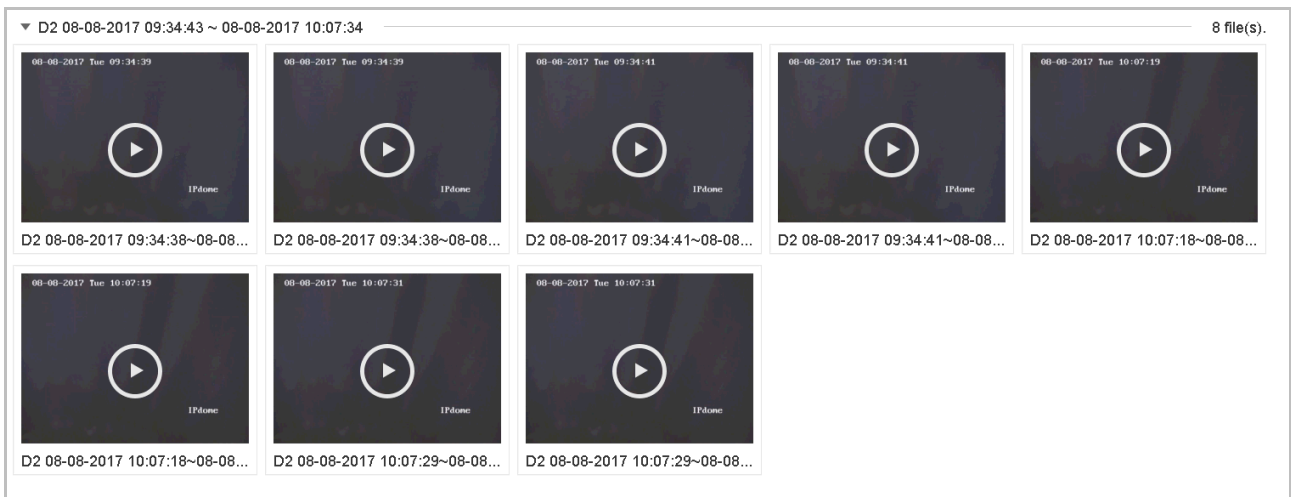 D2 08-08-2017 09:34:43 ~ 08-08-2017 10:07:34 8 file(s).
08-08-2017 Tue 09:34:39
IPdome
D2 08-08-2017 09:34:38~08-08...
08-08-2017 Tue 09:34:39
IPdome
D2 08-08-2017 09:34:38~08-08...
08-08-2017 Tue 09:34:41
IPdome
D2 08-08-2017 09:34:41~08-08...
08-08-2017 Tue 09:34:41
IPdome
D2 08-08-2017 09:34:41~08-08...
08-08-2017 Tue 10:07:19
IPdome
D2 08-08-2017 10:07:18~08-08...
08-08-2017 Tue 10:07:19
IPdome
D2 08-08-2017 10:07:18~08-08...
08-08-2017 Tue 10:07:31
IPdome
D2 08-08-2017 10:07:29~08-08...
08-08-2017 Tue 10:07:31
IPdome
D2 08-08-2017 10:07:29~08-08...